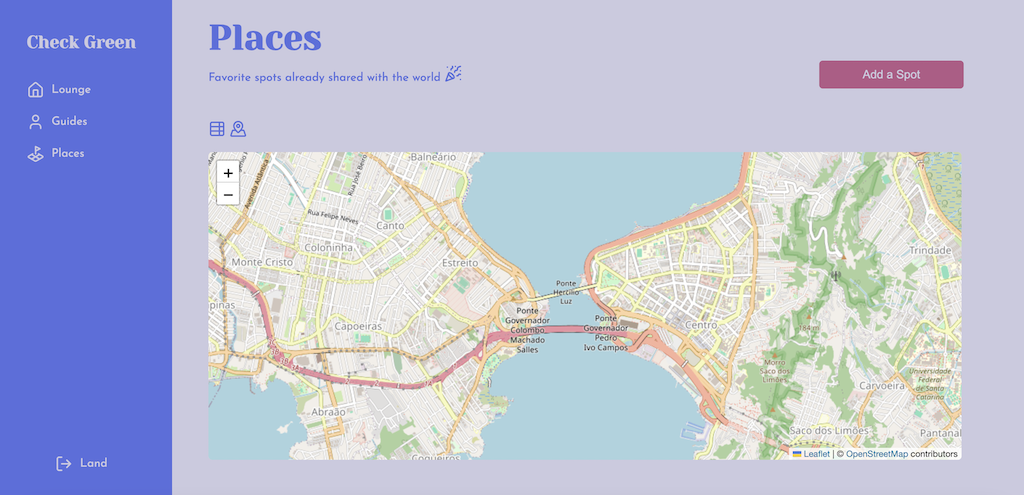 Check Green
Lounge
Guides
Places
Land
Places
Favorite spots already shared with the world
Add a Spot
+
−
Balneário
Avenida Atlântica
Rua José Beiro
Rua Felipe Neves
Canto
Coloninha
Monte Cristo
Estreito
pinas
Capoeiras
Abraão
Coqueiros
Ponte
Hercílio
Luz
Ponte
Governador
Colombo
Machado
Salles
Ponte
Governador
Pedro
Ivo Campos
Centro
Trindade
164 m
Morro
Saco dos
Limões
Universidade
Federal
de Santa
Catarina
Carvoeira
Saco dos Limões
Pantanal
Leaflet | © OpenStreetMap contributors